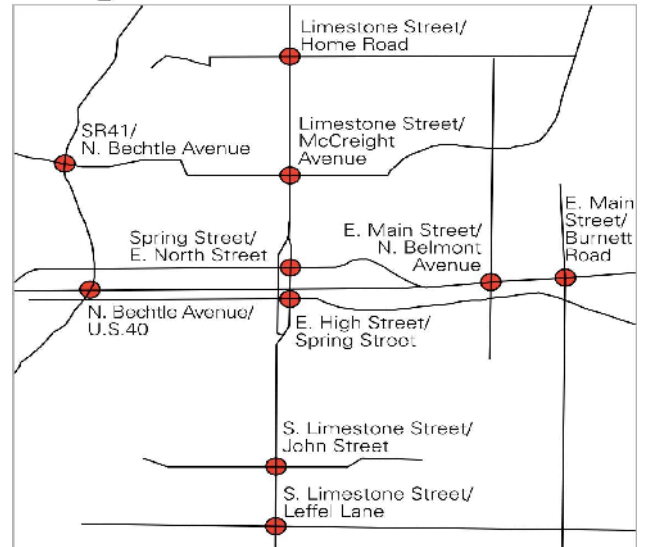 Limestone Street/
Home Road
SR41/
N. Bechtle Avenue
Limestone Street/
McCreight
Avenue
E. Main
Street/
Burnett
Road
Spring Street/
E. North Street
E. Main Street/
N. Belmont
Avenue
N. Bechtle Avenue/
U.S.40
E. High Street/
Spring Street
S. Limestone Street/
John Street
S. Limestone Street/
Leffel Lane